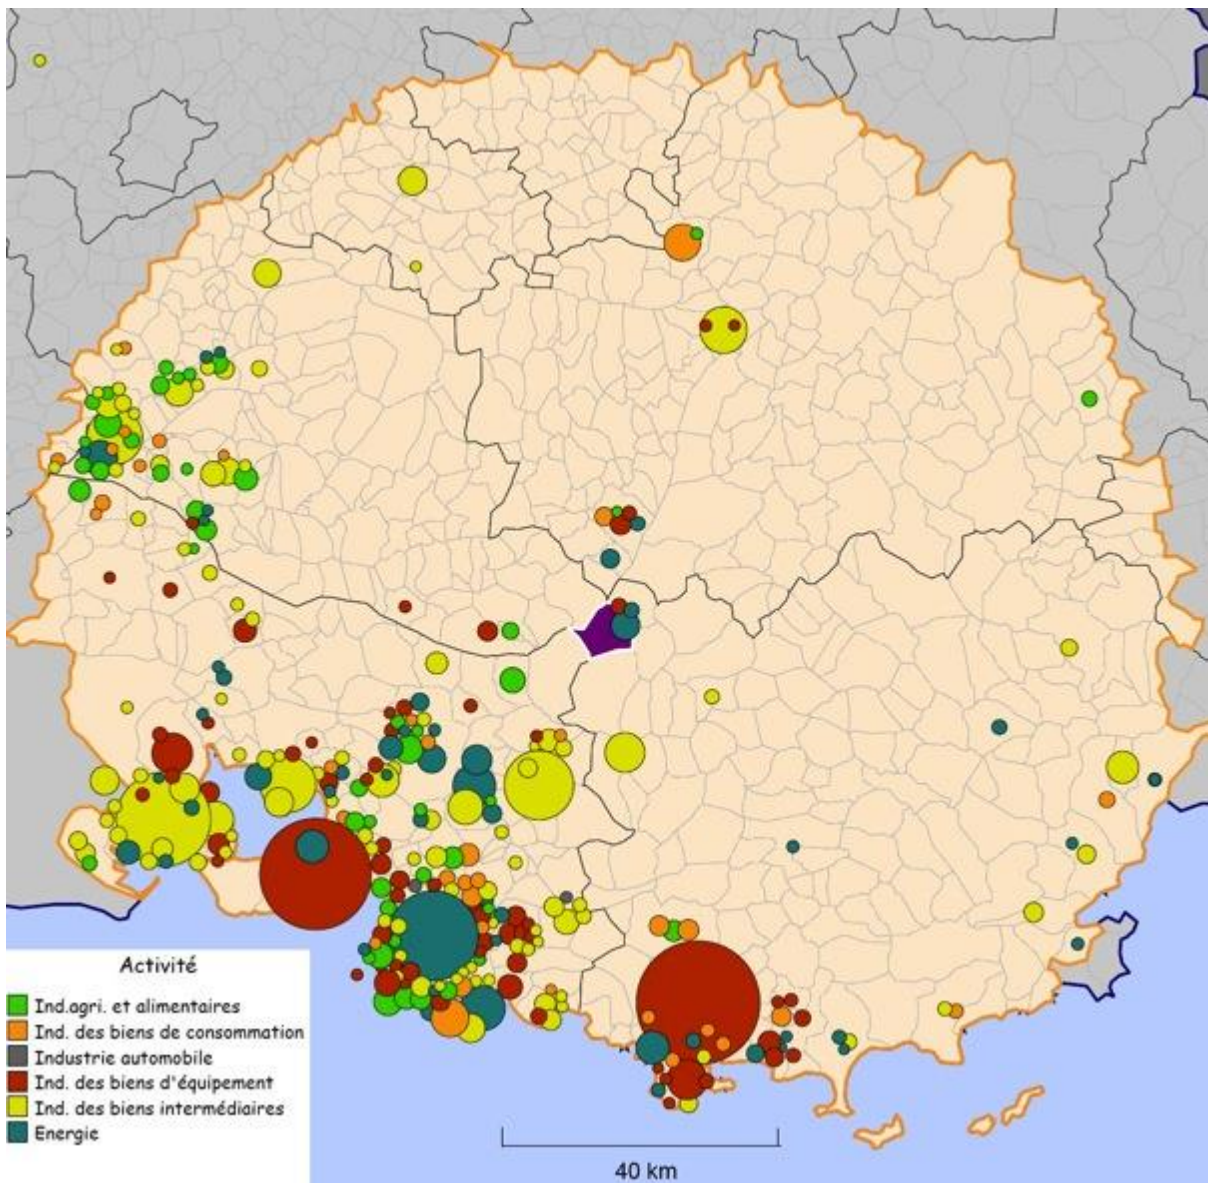 Activité
Ind.agri. et alimentaires
Ind. des biens de consommation
Industrie automobile
Ind. des biens d'équipement
Ind. des biens intermédiaires
Energie
40 km